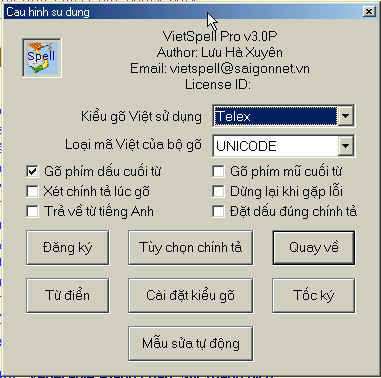 Cau hinh su dung
VietSpell Pro v3.0P
Spell
Author: Lưu Hà Xuyên
Email: vietspell@saigonnet.vn
License ID:
Kiểu gõ Việt sử dụng
Telex
Loại mã Việt của bộ gõ
UNICODE
Gõ phím dấu cuối từ
Gõ phím mũ cuối từ
Xét chính tả lúc gõ
Dừng lại khi gặp lỗi
Trả về từ tiếng Anh
Đặt dấu đúng chính tả
Đăng ký
Tùy chọn chính tả
Quay về
Từ điển
Cài đặt kiểu gõ
Tốc ký
Mẫu sửa tự động